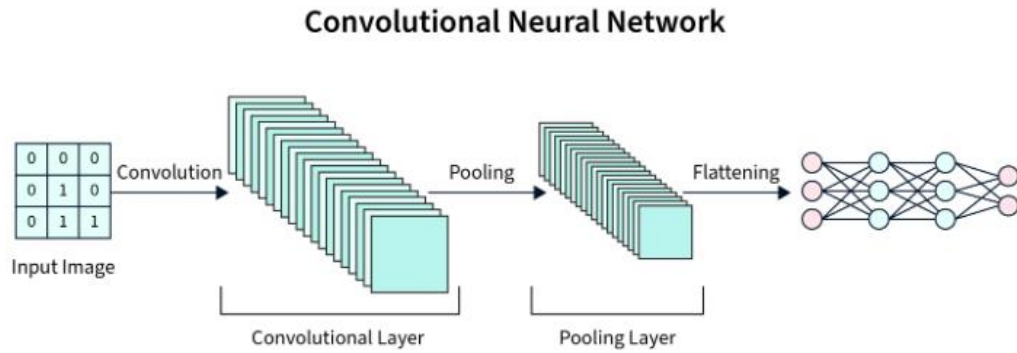 Convolutional Neural Network
0 0 0
0 1 0
0 1 1
Input Image
Convolution
Convolutional Layer
Pooling
Pooling Layer
Flattening